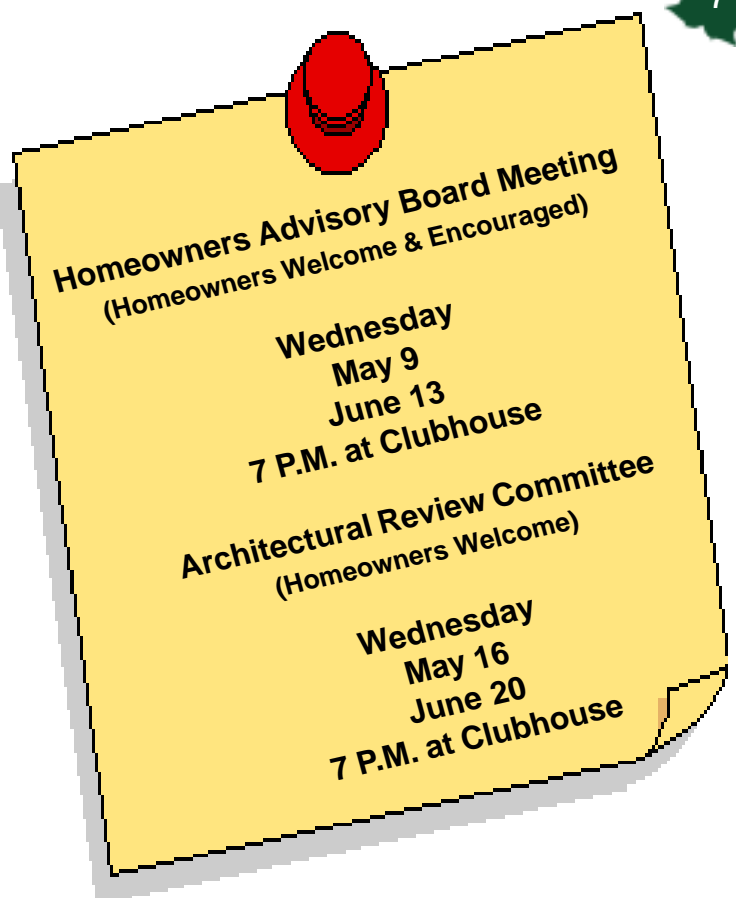 Homeowners Advisory Board Meeting
(Homeowners Welcome & Encouraged)
Wednesday
May 9
June 13
7 P.M. at Clubhouse
Architectural Review Committee
(Homeowners Welcome)
Wednesday
May 16
June 20
7 P.M. at Clubhouse